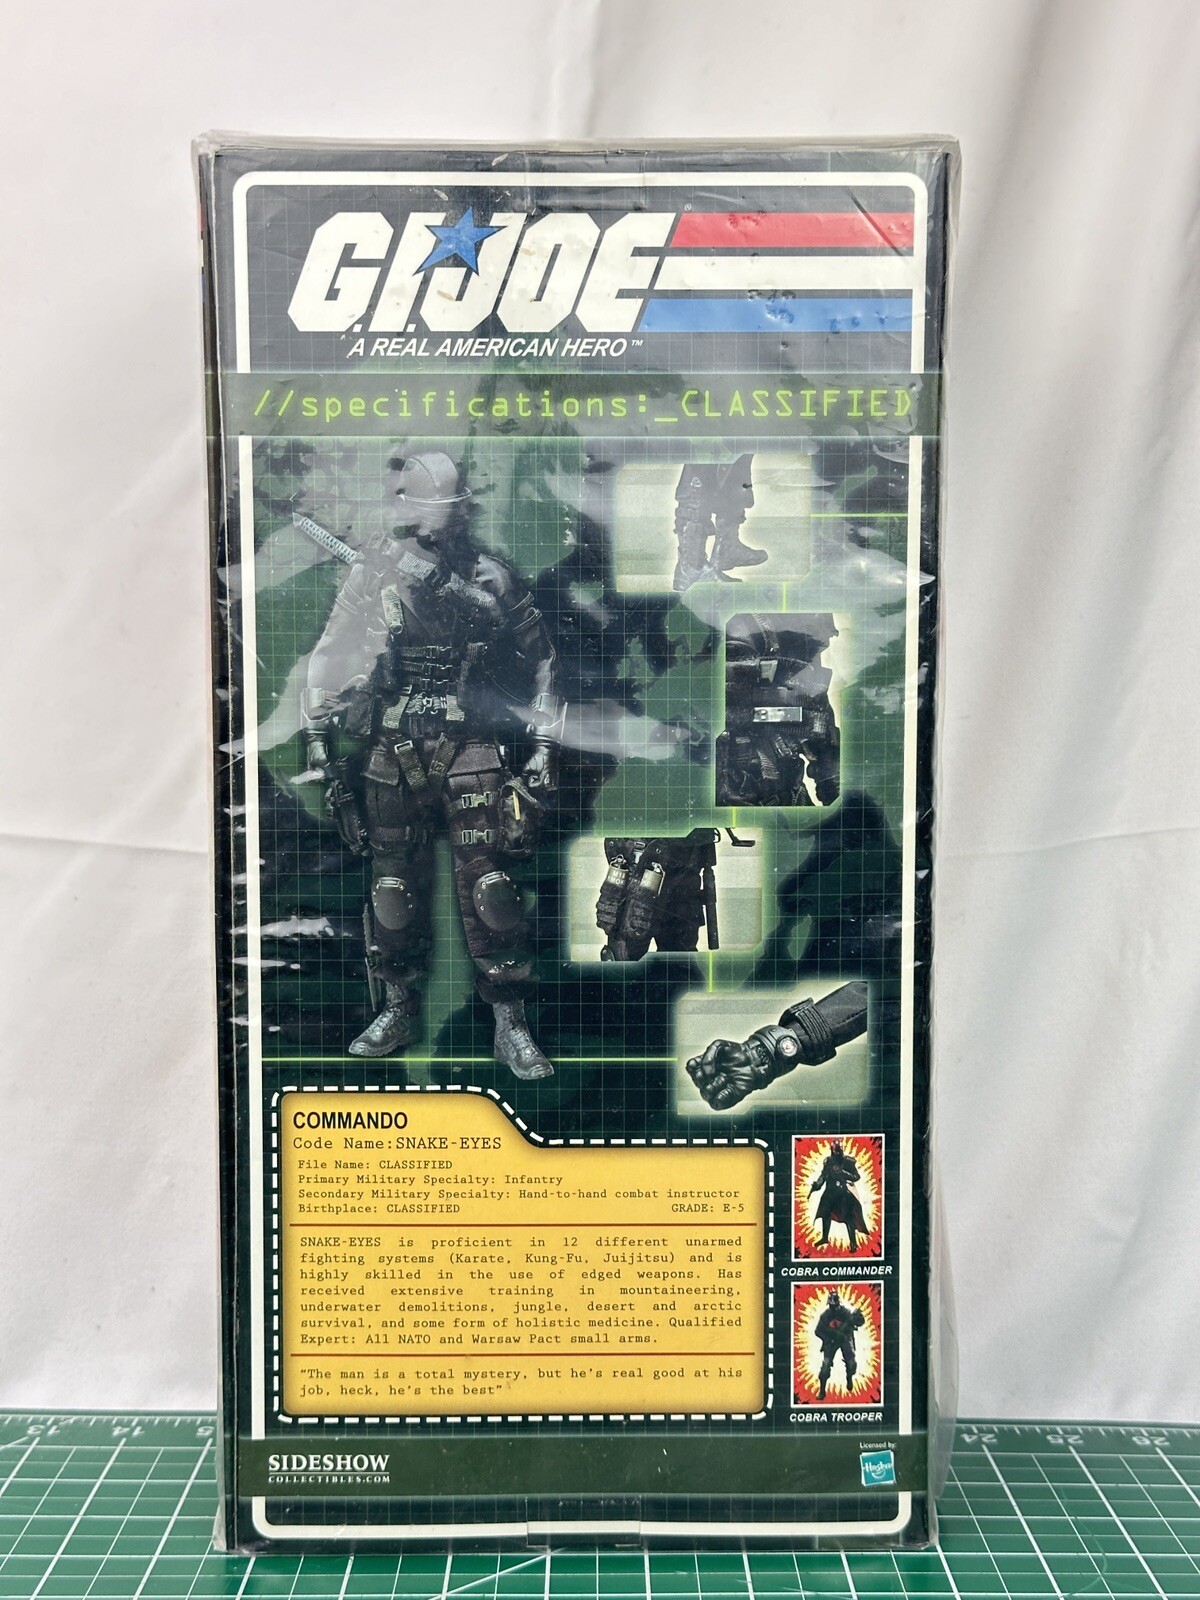 G.I. JOE ®
A REAL AMERICAN HERO™
//specifications:_CLASSIFIED
COMMANDO
Code Name:SNAKE-EYES
File Name: CLASSIFIED
Primary Military Specialty: Infantry
Secondary Military Specialty: Hand-to-hand combat instructor
Birthplace: CLASSIFIED GRADE: E-5
SNAKE-EYES is proficient in 12 different unarmed
fighting systems (Karate, Kung-Fu, Juijitsu) and is
highly skilled in the use of edged weapons. Has
received extensive training in mountaineering,
underwater demolitions, jungle, desert and arctic
survival, and some form of holistic medicine. Qualified
Expert: All NATO and Warsaw Pact small arms.
"The man is a total mystery, but he's real good at his
job, heck, he's the best"
COBRA COMMANDER
COBRA TROOPER
SIDESHOW
COLLECTIBLES.COM
Licensed by:
Hasbro
13 14 24 25 26